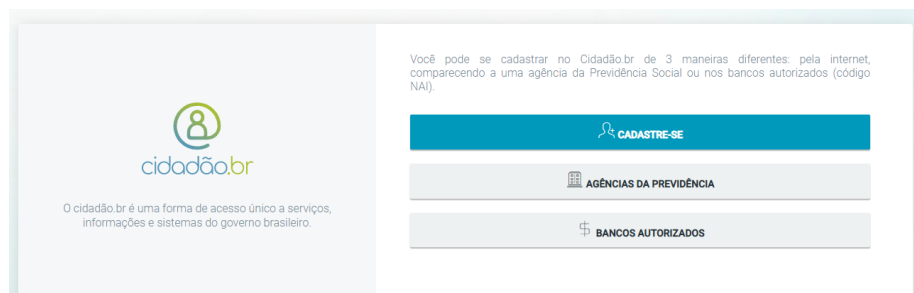 cidadão.br
O cidadão.br é uma forma de acesso único a serviços,
informações e sistemas do governo brasileiro.
Você pode se cadastrar no Cidadão.br de 3 maneiras diferentes: pela internet,
comparecendo a uma agência da Previdência Social ou nos bancos autorizados (código
NAI).
CADASTRE-SE
AGÊNCIAS DA PREVIDÊNCIA
BANCOS AUTORIZADOS